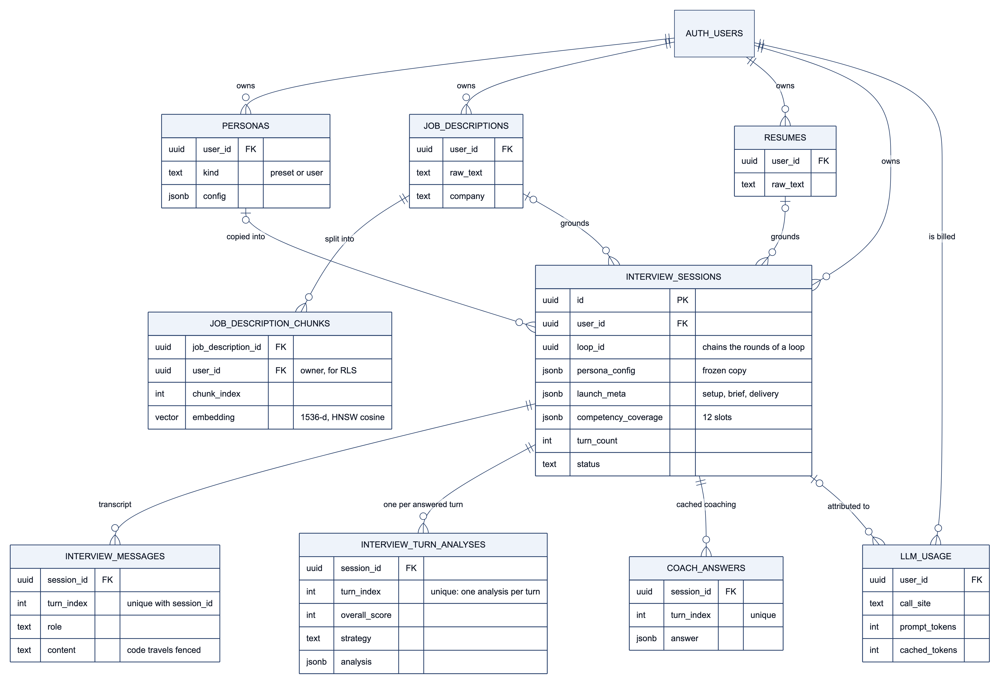 AUTH_USERS
owns
owns
owns
owns
is billed
PERSONAS
uuid user_id FK
text kind preset or user
jsonb config
JOB_DESCRIPTIONS
uuid user_id FK
text raw_text
text company
RESUMES
uuid user_id FK
text raw_text
copied into
split into
grounds
grounds
INTERVIEW_SESSIONS
uuid id PK
uuid user_id FK
uuid loop_id chains the rounds of a loop
jsonb persona_config frozen copy
jsonb launch_meta setup, brief, delivery
jsonb competency_coverage 12 slots
int turn_count
text status
JOB_DESCRIPTION_CHUNKS
uuid job_description_id FK
uuid user_id FK owner, for RLS
int chunk_index
vector embedding 1536-d, HNSW cosine
transcript
one per answered turn
cached coaching
attributed to
INTERVIEW_MESSAGES
uuid session_id FK
int turn_index unique with session_id
text role
text content code travels fenced
INTERVIEW_TURN_ANALYSES
uuid session_id FK
int turn_index unique: one analysis per turn
int overall_score
text strategy
jsonb analysis
COACH_ANSWERS
uuid session_id FK
int turn_index unique
jsonb answer
LLM_USAGE
uuid user_id FK
text call_site
int prompt_tokens
int cached_tokens